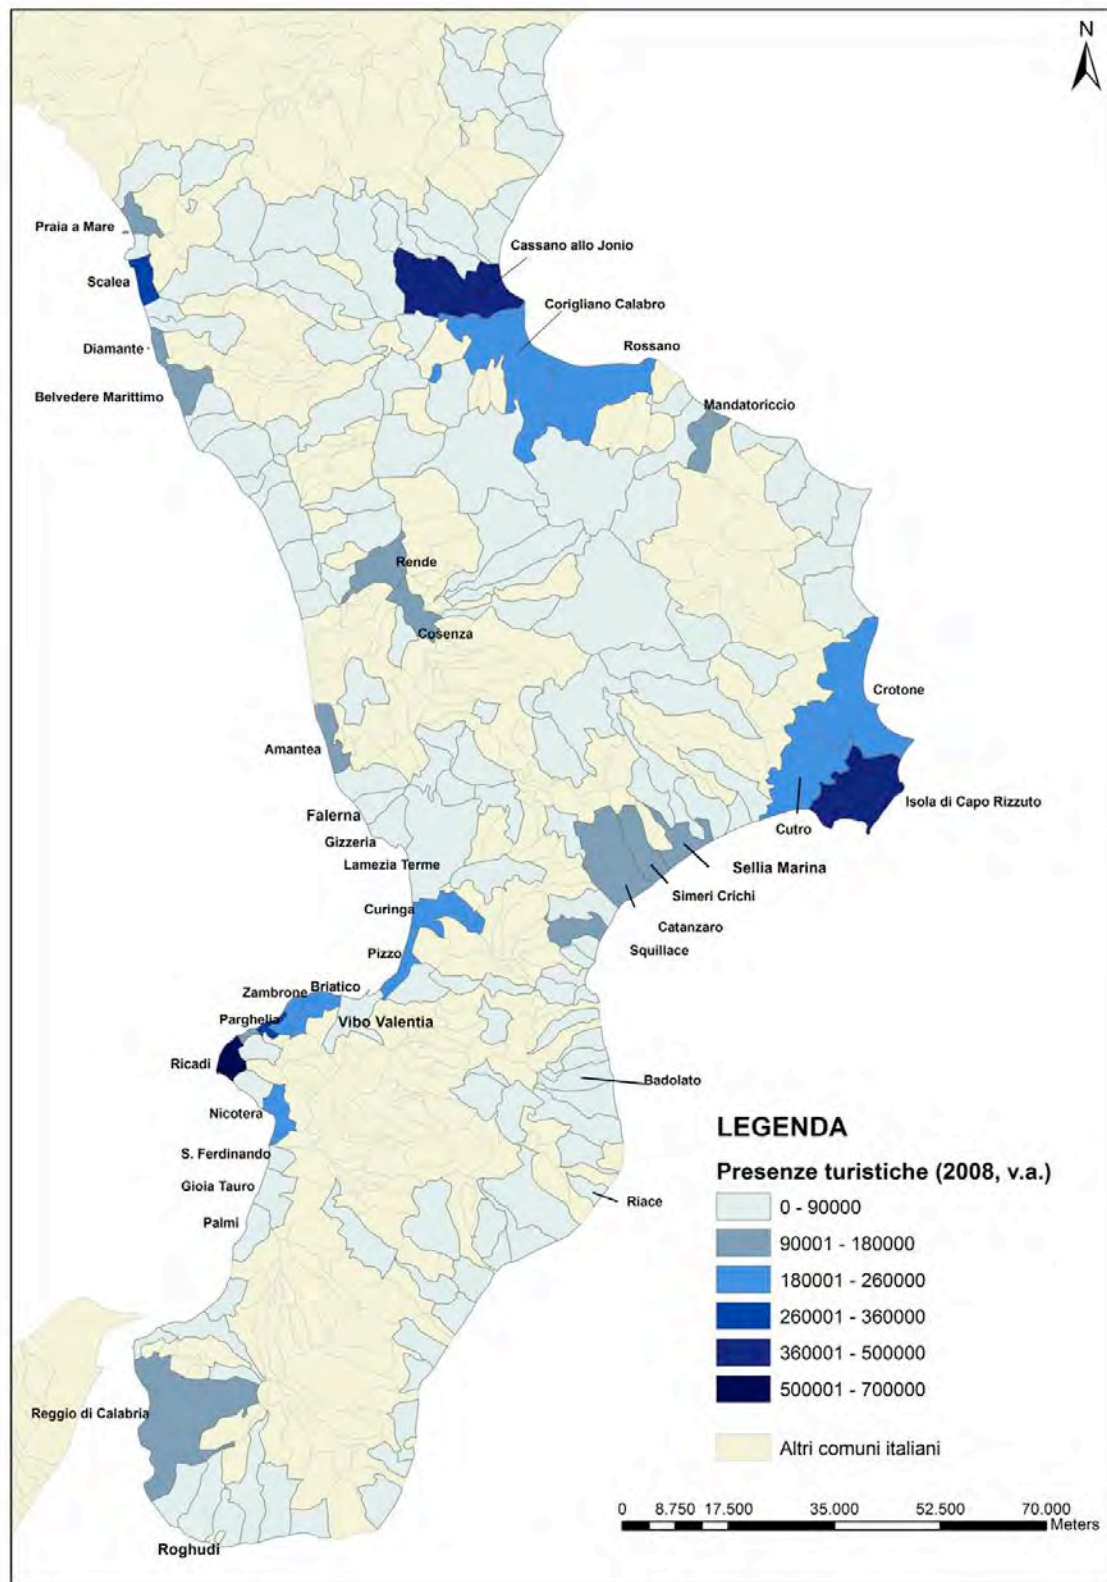 N
Praia a Mare
Cassano allo Jonio
Scalea
Corigliano Calabro
Diamante
Rossano
Belvedere Marittimo
Mandatoriccio
Rende
Cosenza
Crotone
Amantea
Isola di Capo Rizzuto
Falerna
Cutro
Gizzeria
Lamezia Terme
Sellia Marina
Simeri Crichi
Curinga
Catanzaro
Pizzo
Squillace
Briatico
Zambrone
Parghelia
Vibo Valentia
Ricadi
Badolato
Nicotera
S. Ferdinando
Gioia Tauro
Riace
Palmi
Reggio di Calabria
Roghudi
LEGENDA
Presenze turistiche (2008, v.a.)
0 - 90000
90001 - 180000
180001 - 260000
260001 - 360000
360001 - 500000
500001 - 700000
Altri comuni italiani
0 8.750 17.500 35.000 52.500 70.000
Meters